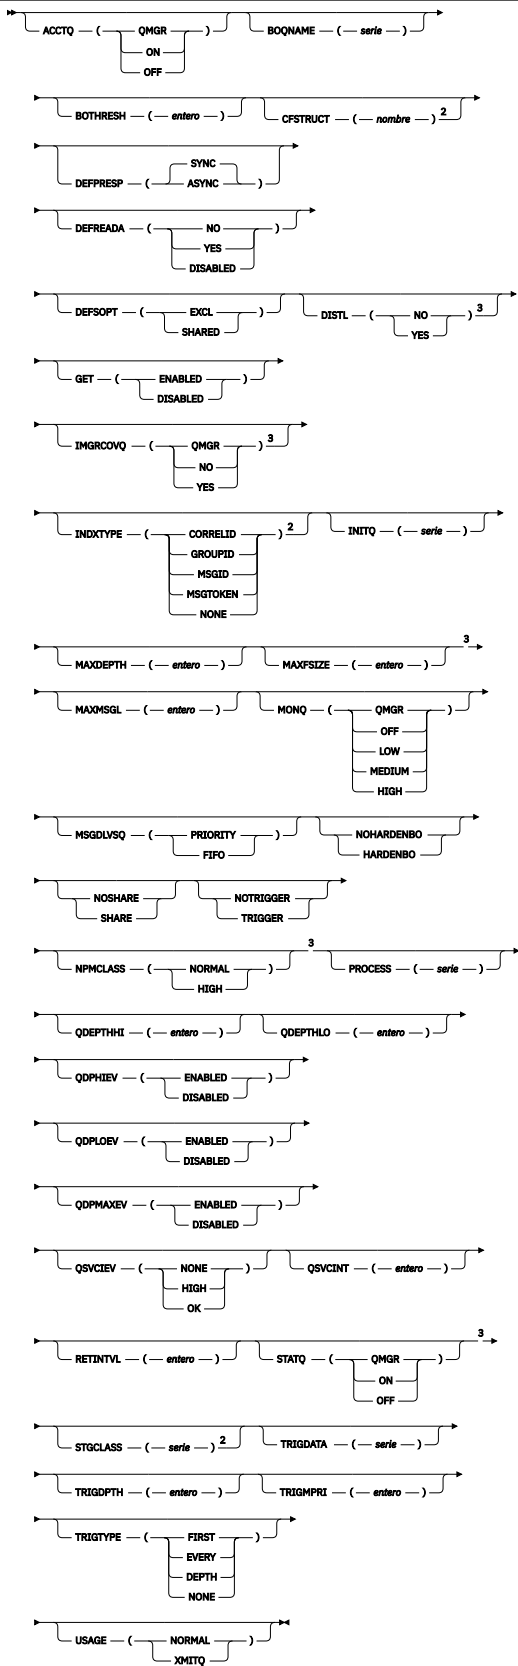 ACCTQ ( QMGR ) BOQNAME ( serie )
ON
OFF
BOTHRESH ( entero ) CFSTRUCT ( nombre ) 2
SYNC
DEFPRESP ( ASYNC )
DEFREADA ( NO )
YES
DISABLED
DEFSOPT ( EXCL ) DISTL ( NO ) 3
SHARED YES
GET ( ENABLED )
DISABLED
IMGRCOVQ ( QMGR ) 3
NO
YES
INDXTYPE ( CORRELID ) 2 INITQ ( serie )
GROUPID
MSGID
MSGTOKEN
NONE
MAXDEPTH ( entero ) MAXFSIZE ( entero ) 3
MAXMSGL ( entero ) MONQ ( QMGR )
OFF
LOW
MEDIUM
HIGH
MSGDLVSQ ( PRIORITY ) NOHARDENBO
FIFO HARDENBO
NOSHARE NOTRIGGER
SHARE TRIGGER
NPMCLASS ( NORMAL ) 3 PROCESS ( serie )
HIGH
QDEPTHHI ( entero ) QDEPTHLO ( entero )
QDPHIEV ( ENABLED )
DISABLED
QDPLOEV ( ENABLED )
DISABLED
QDPMAXEV ( ENABLED )
DISABLED
QSVCIEV ( NONE ) QSVCINT ( entero )
HIGH
OK
RETINTVL ( entero ) STATQ ( QMGR ) 3
ON
OFF
STGCLASS ( serie ) 2 TRIGDATA ( serie )
TRIGDPTH ( entero ) TRIGMPRI ( entero )
TRIGTYPE ( FIRST )
EVERY
DEPTH
NONE
USAGE ( NORMAL )
XMITQ